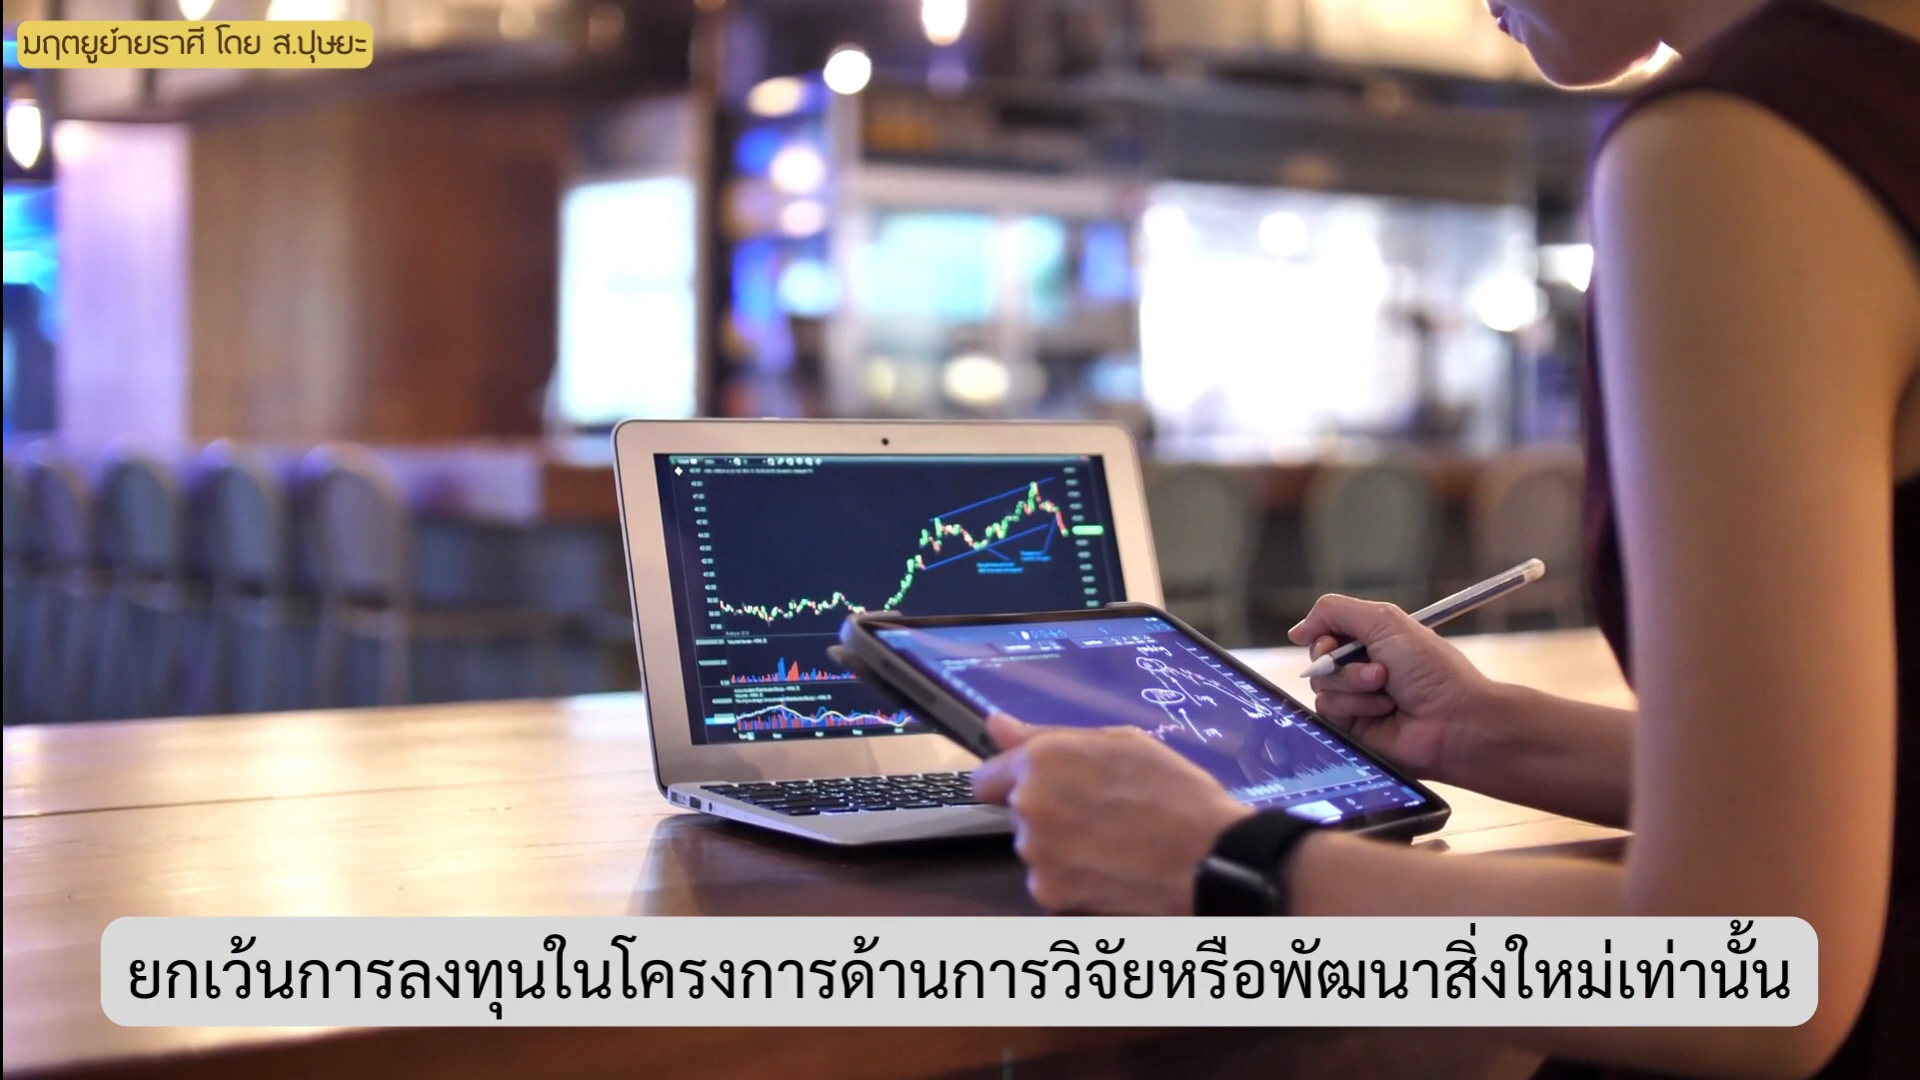 มฤตยูย้ายราศี โดย ส.ปุษยะ
ยกเว้นการลงทุนในโครงการด้านการวิจัยหรือพัฒนาสิ่งใหม่เท่านั้น